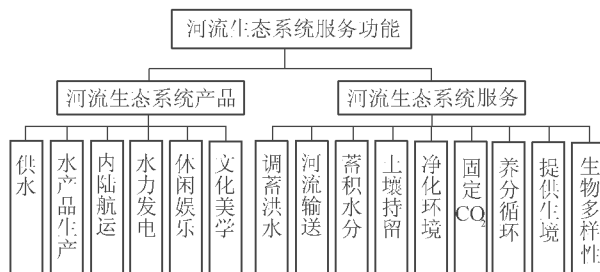 河流生态系统服务功能
河流生态系统产品
河流生态系统服务
供水
水产品生产
内陆航运
水力发电
休闲娱乐
文化美学
调蓄洪水
河流输送
蓄积水分
土壤持留
净化环境
固定CO₂
养分循环
提供生境
生物多样性